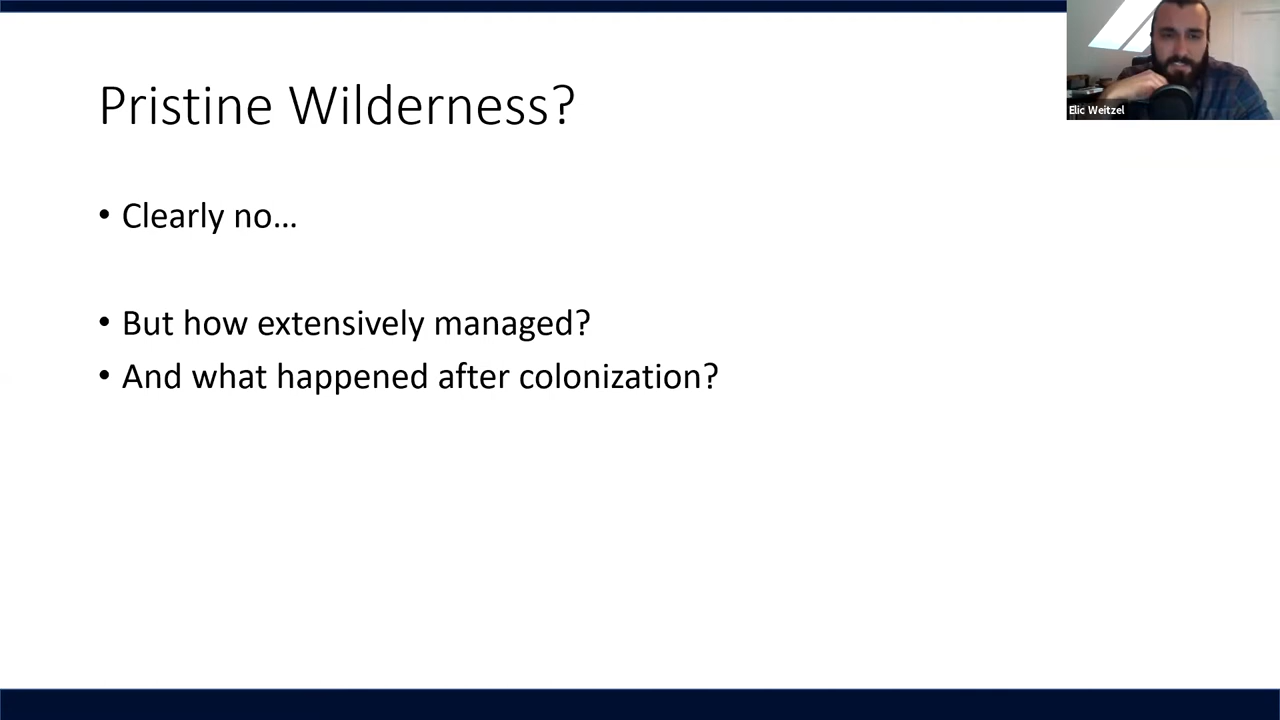 Pristine Wilderness?
• Clearly no...
• But how extensively managed?
• And what happened after colonization?
Elic Weitzel